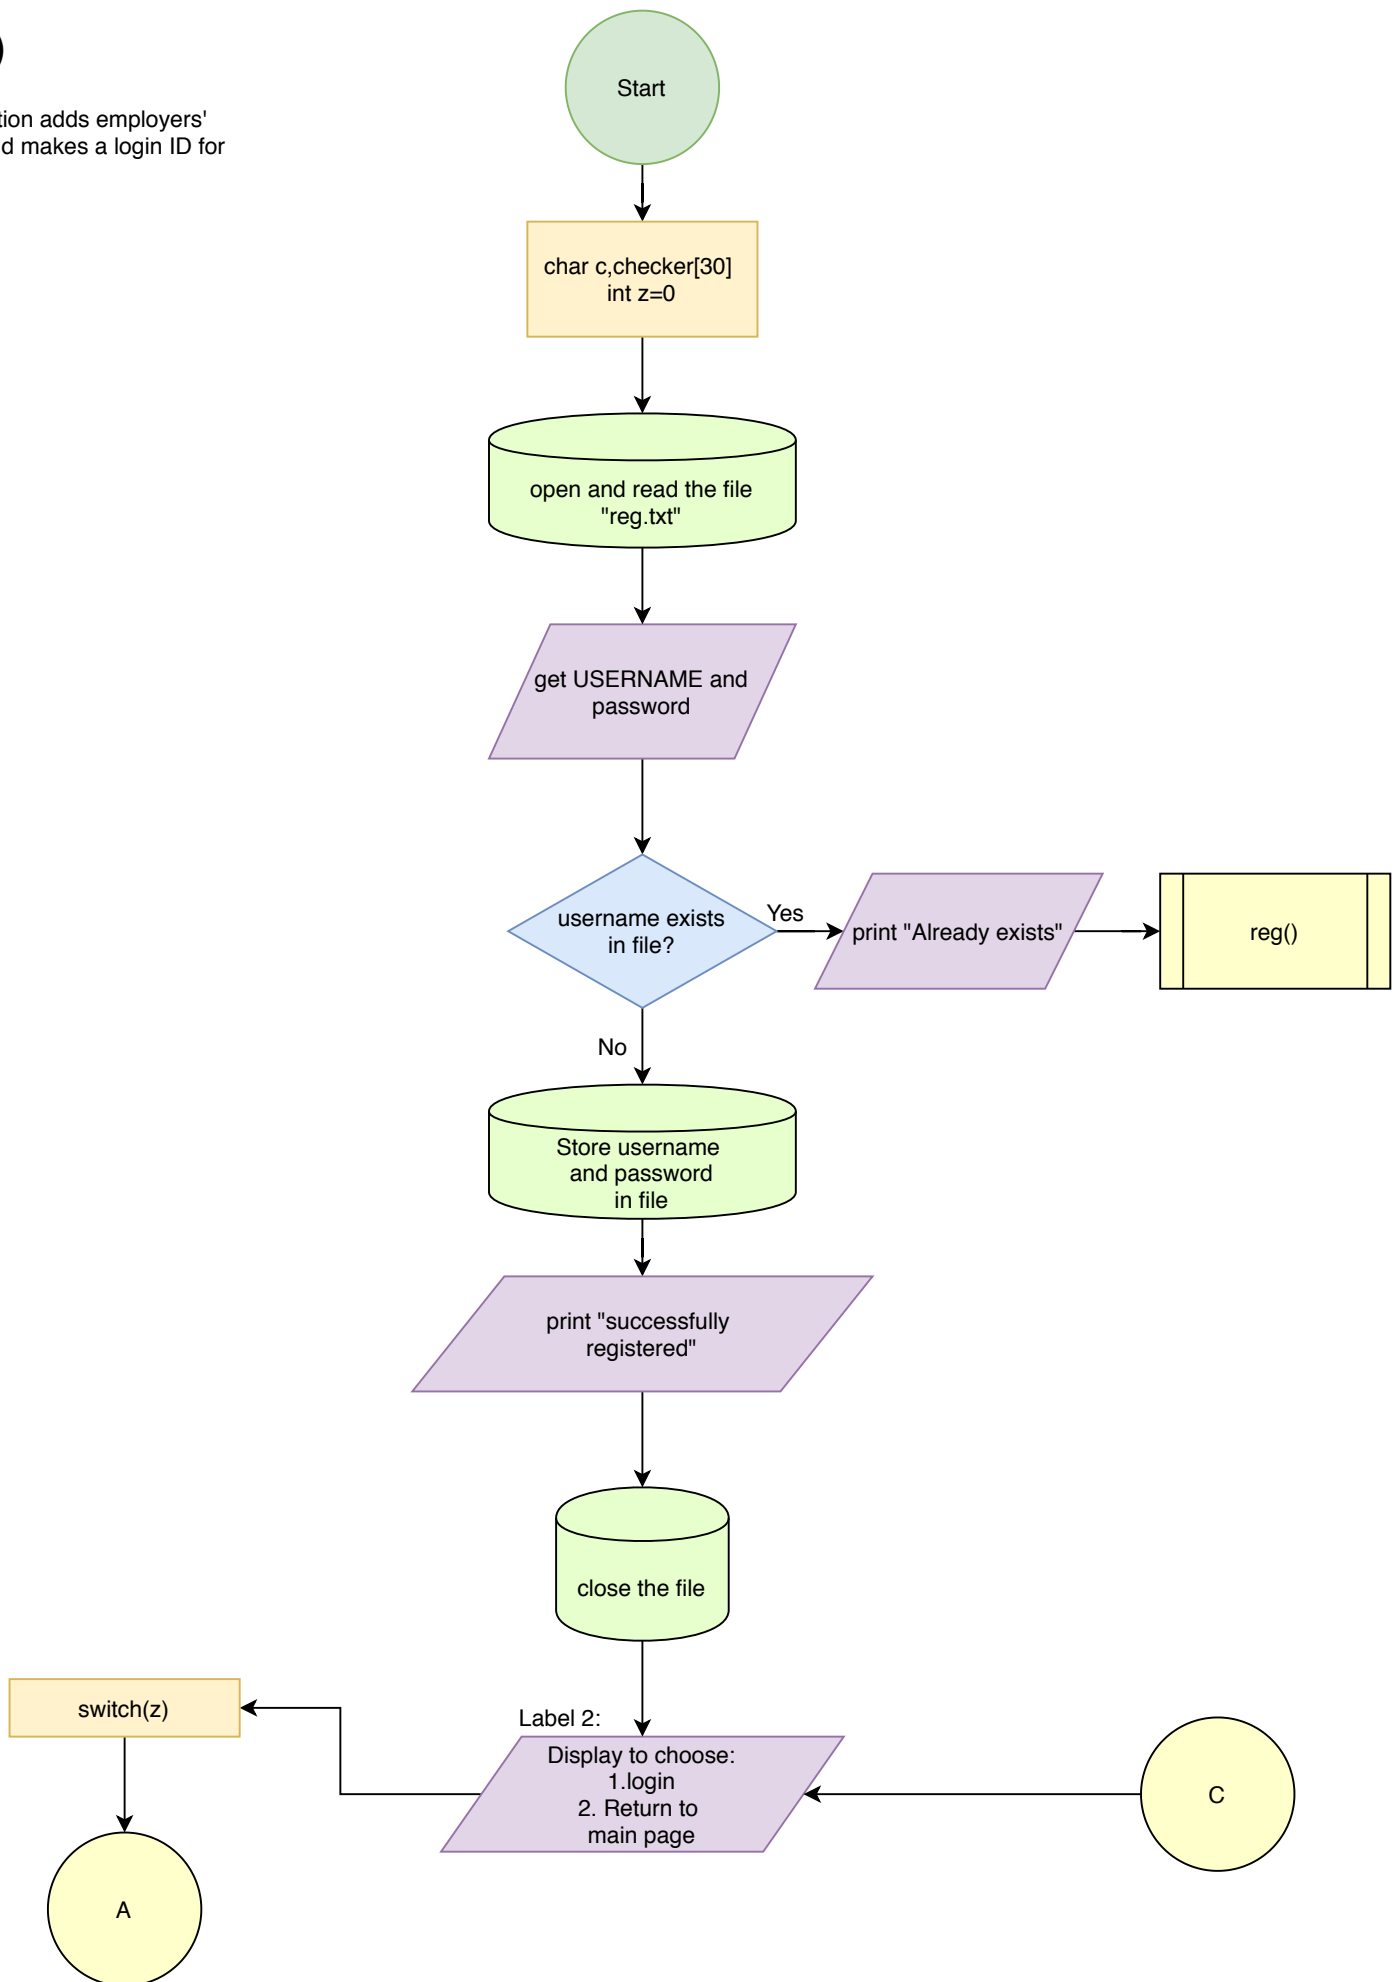 )
tion adds employers'
d makes a login ID for
Start
char c,checker[30]
int z=0
open and read the file
"reg.txt"
get USERNAME and
password
username exists
in file?
Yes
print "Already exists"
reg()
No
Store username
and password
in file
print "successfully
registered"
close the file
switch(z)
Label 2:
Display to choose:
1.login
2. Return to
main page
C
A